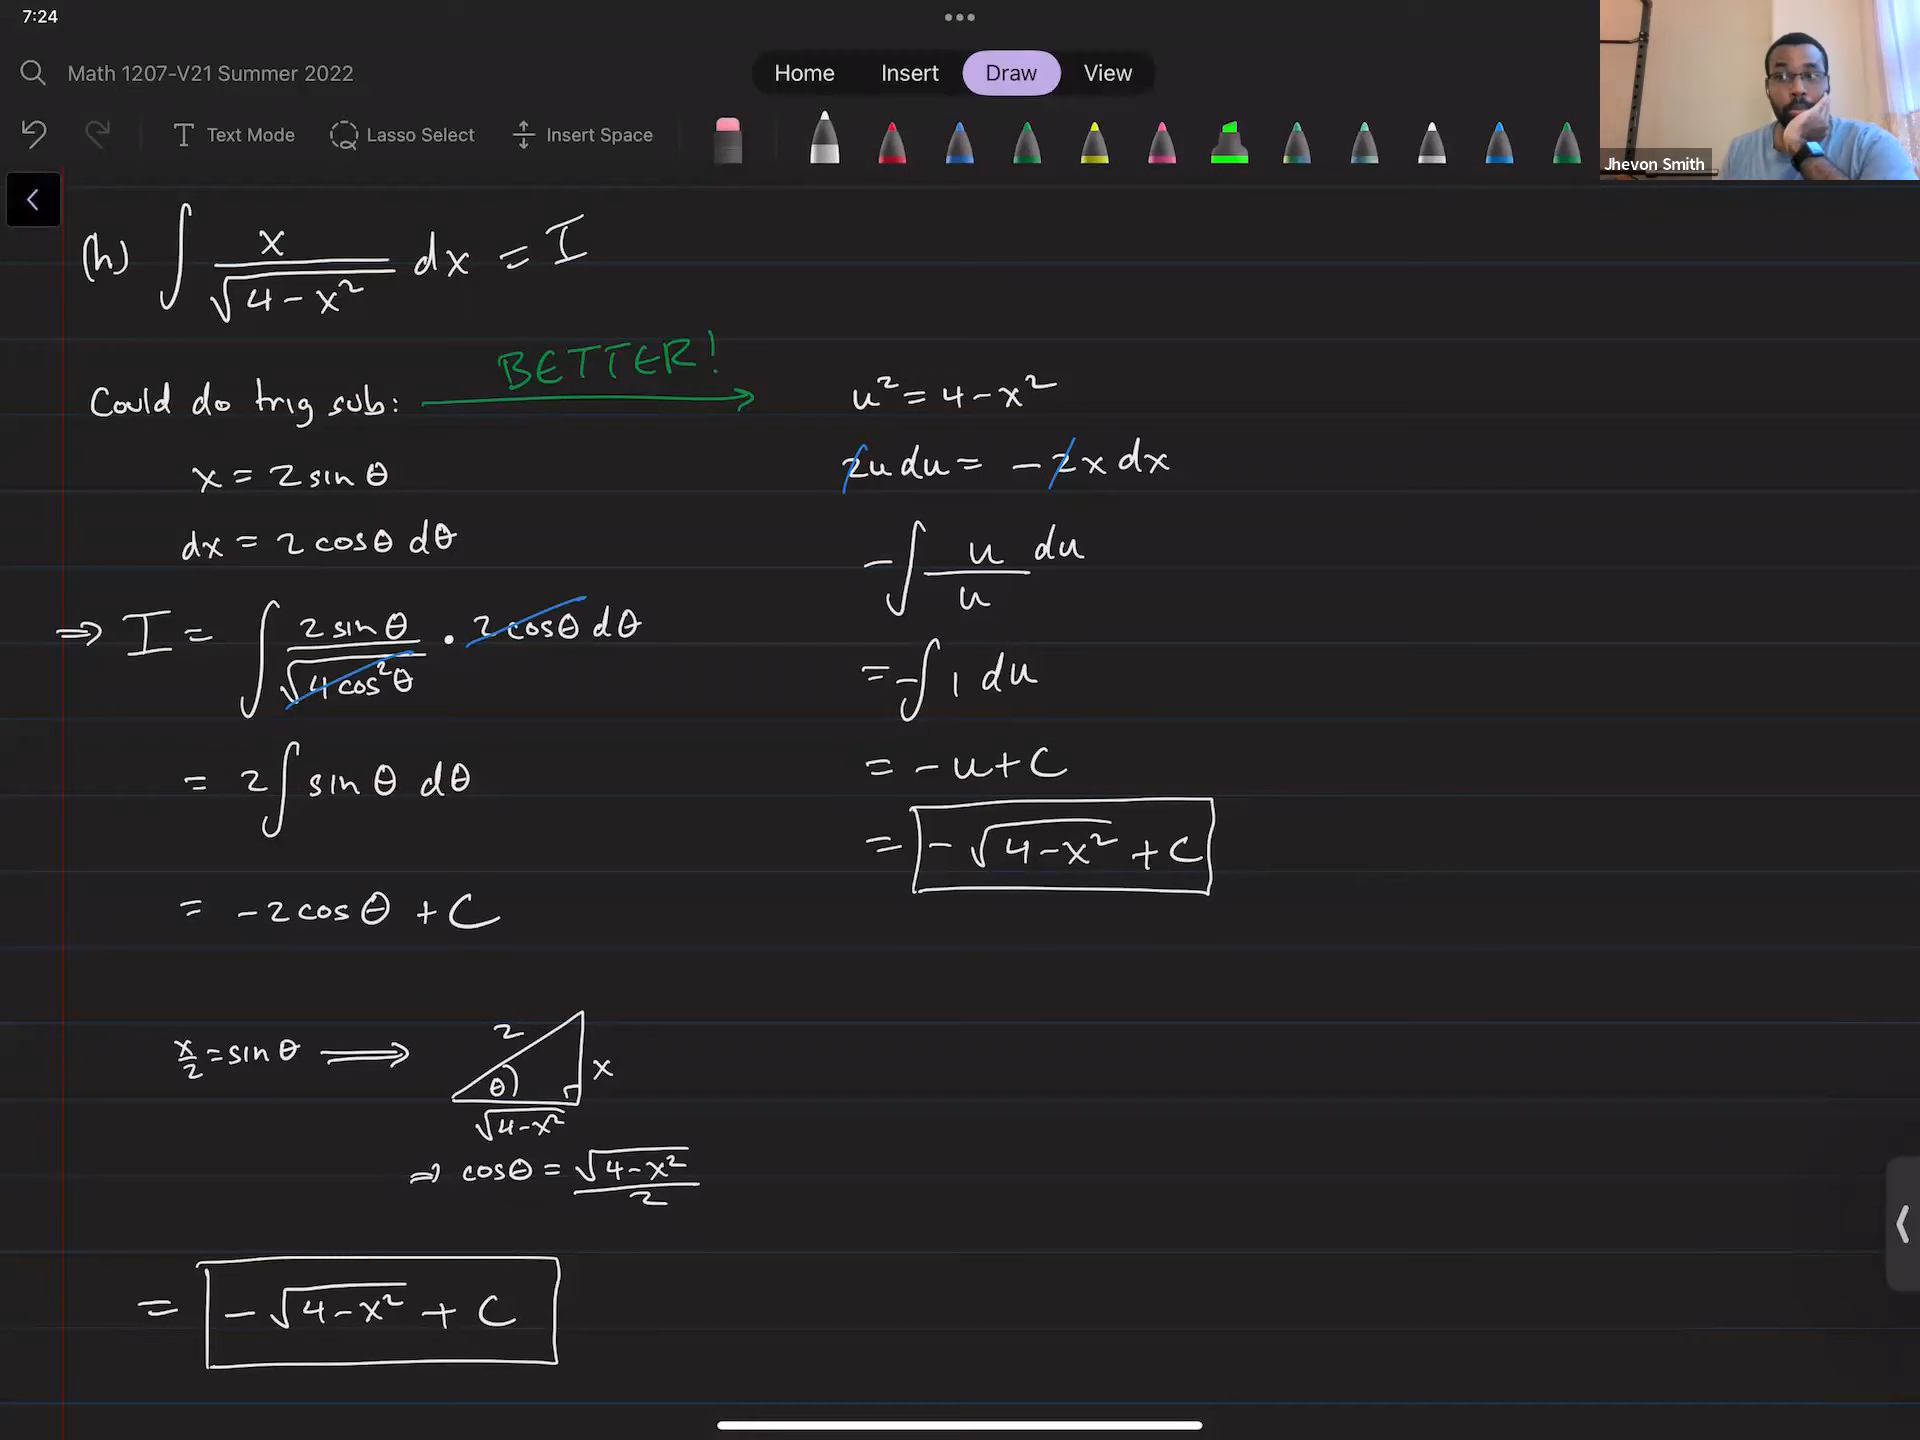 7:24
Math 1207-V21 Summer 2022
Home Insert Draw View
Text Mode Lasso Select Insert Space
Jhevon Smith
(h) ∫ x/√(4-x²) dx = I
Could do trig sub:
BETTER!
x = 2 sin θ
dx = 2 cosθ dθ
⇒ I = ∫ 2 sin θ/√(4 cos²θ) · 2 cosθ dθ
= 2∫ sin θ dθ
= -2 cos θ + C
x/2 = sin θ ⟹
2
θ
x
√(4-x²)
⇒ cosθ = √(4-x²)/2
= -√(4-x²) + C
u² = 4-x²
2u du = -2x dx
-∫ u/u du
= -∫ 1 du
= -u + C
= -√(4-x²) + C